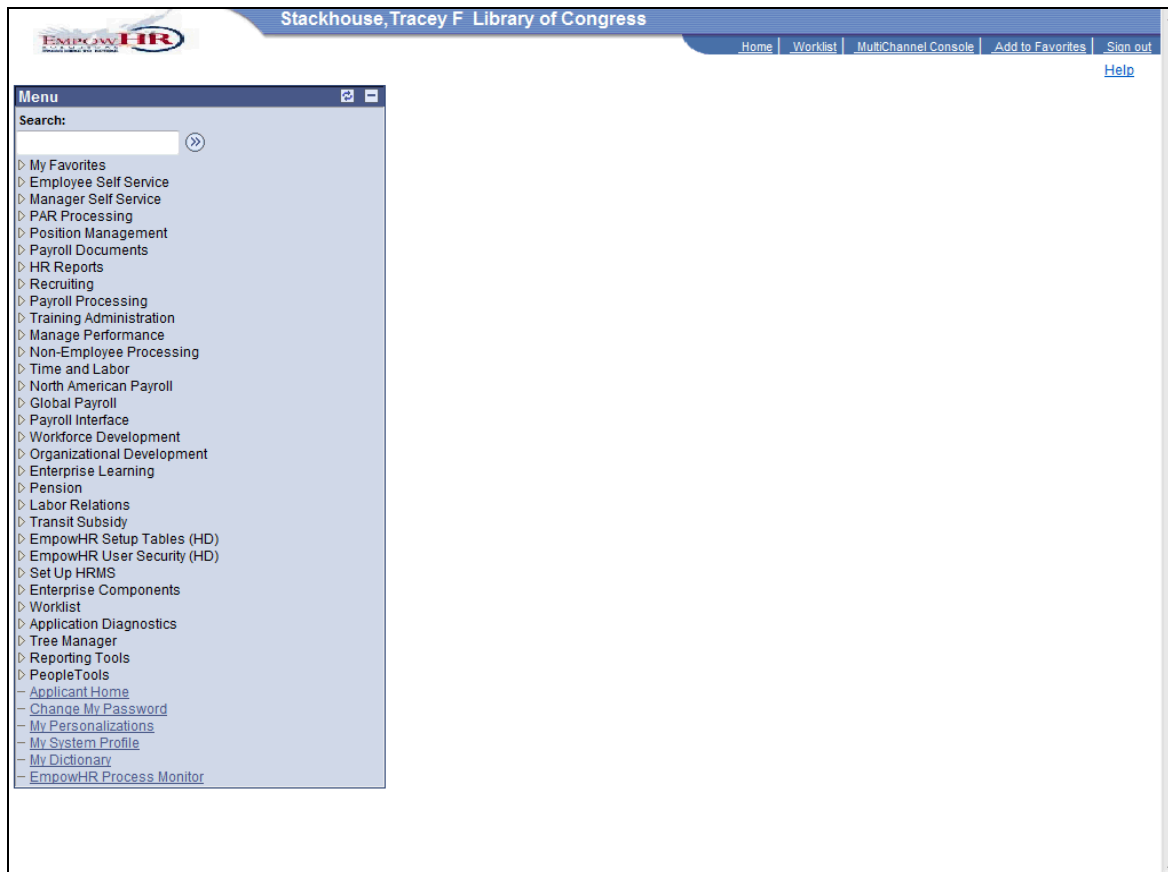 Stackhouse,Tracey F Library of Congress
EMPOWHR
Home Worklist MultiChannel Console Add to Favorites Sign out
Help
Menu
Search:
My Favorites
Employee Self Service
Manager Self Service
PAR Processing
Position Management
Payroll Documents
HR Reports
Recruiting
Payroll Processing
Training Administration
Manage Performance
Non-Employee Processing
Time and Labor
North American Payroll
Global Payroll
Payroll Interface
Workforce Development
Organizational Development
Enterprise Learning
Pension
Labor Relations
Transit Subsidy
EmpowHR Setup Tables (HD)
EmpowHR User Security (HD)
Set Up HRMS
Enterprise Components
Worklist
Application Diagnostics
Tree Manager
Reporting Tools
PeopleTools
Applicant Home
Change My Password
My Personalizations
My System Profile
My Dictionary
EmpowHR Process Monitor